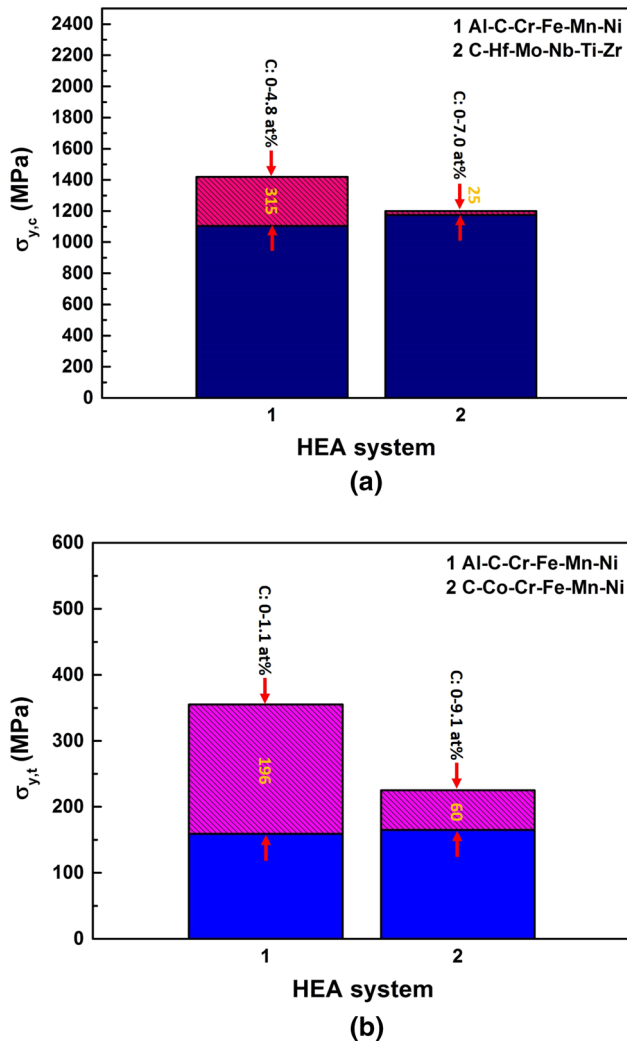 2400
2200
2000
1800
1600
1400
1200
1000
800
600
400
200
0
σy,c (MPa)
1 Al-C-Cr-Fe-Mn-Ni
2 C-Hf-Mo-Nb-Ti-Zr
C: 0-4.8 at%
C: 0-7.0 at%
315
25
1
2
HEA system
(a)
600
500
400
300
200
100
0
σy,t (MPa)
1 Al-C-Cr-Fe-Mn-Ni
2 C-Co-Cr-Fe-Mn-Ni
C: 0-1.1 at%
C: 0-9.1 at%
196
60
1
2
HEA system
(b)